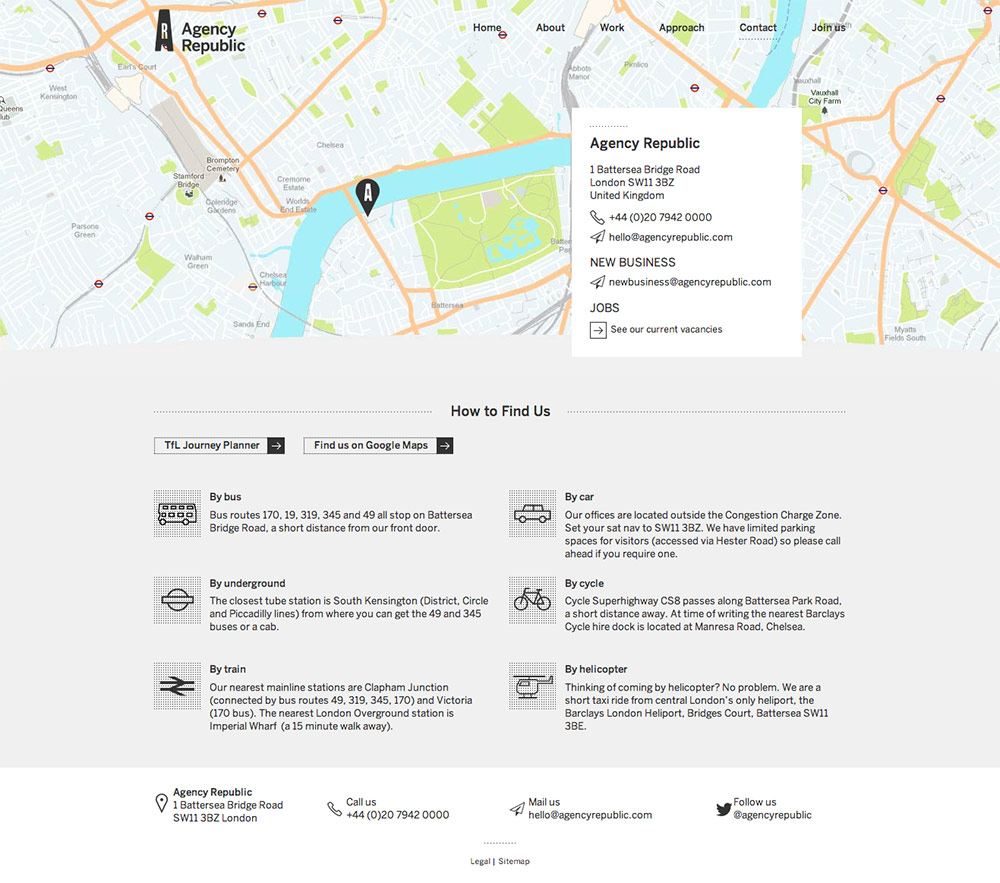 R
Agency
Republic
Home
About
Work
Approach
Contact
Join us
Earl's Court
West
Kensington
Queens
Club
Abbots
Manor
Pimlico
Vauxhall
Vauxhall
City Farm
Chelsea
Brompton
Cemetery
Stamford
Bridge
Cremorne
Estate
Coleridge
Gardens
Worlds
End Estate
A
Parsons
Green
Walham
Green
Chelsea
Harbour
Sands End
Battersea
Myatts
Fields South
Agency Republic
1 Battersea Bridge Road
London SW11 3BZ
United Kingdom
+44 (0)20 7942 0000
hello@agencyrepublic.com
NEW BUSINESS
newbusiness@agencyrepublic.com
JOBS
See our current vacancies
How to Find Us
TfL Journey Planner
Find us on Google Maps
By bus
Bus routes 170, 19, 319, 345 and 49 all stop on Battersea
Bridge Road, a short distance from our front door.
By car
Our offices are located outside the Congestion Charge Zone.
Set your sat nav to SW11 3BZ. We have limited parking
spaces for visitors (accessed via Hester Road) so please call
ahead if you require one.
By underground
The closest tube station is South Kensington (District, Circle
and Piccadilly lines) from where you can get the 49 and 345
buses or a cab.
By cycle
Cycle Superhighway CS8 passes along Battersea Park Road,
a short distance away. At time of writing the nearest Barclays
Cycle hire dock is located at Manresa Road, Chelsea.
By train
Our nearest mainline stations are Clapham Junction
(connected by bus routes 49, 319, 345, 170) and Victoria
(170 bus). The nearest London Overground station is
Imperial Wharf (a 15 minute walk away).
By helicopter
Thinking of coming by helicopter? No problem. We are a
short taxi ride from central London's only heliport, the
Barclays London Heliport, Bridges Court, Battersea SW11
3BE.
Agency Republic
1 Battersea Bridge Road
SW11 3BZ London
Call us
+44 (0)20 7942 0000
Mail us
hello@agencyrepublic.com
Follow us
@agencyrepublic
Legal | Sitemap